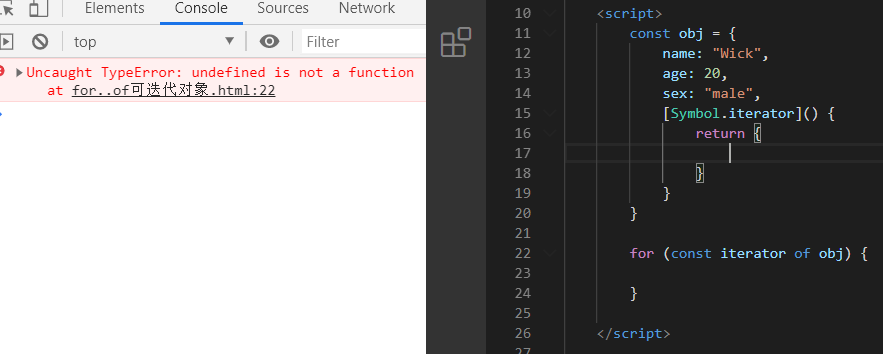 Elements Console Sources Network
top Filter
Uncaught TypeError: undefined is not a function
at for..of可迭代对象.html:22
10 <script>
11 const obj = {
12 name: "Wick",
13 age: 20,
14 sex: "male",
15 [Symbol.iterator]() {
16 return {
17
18 }
19 }
20 }
21
22 for (const iterator of obj) {
23
24 }
25
26 </script>
27